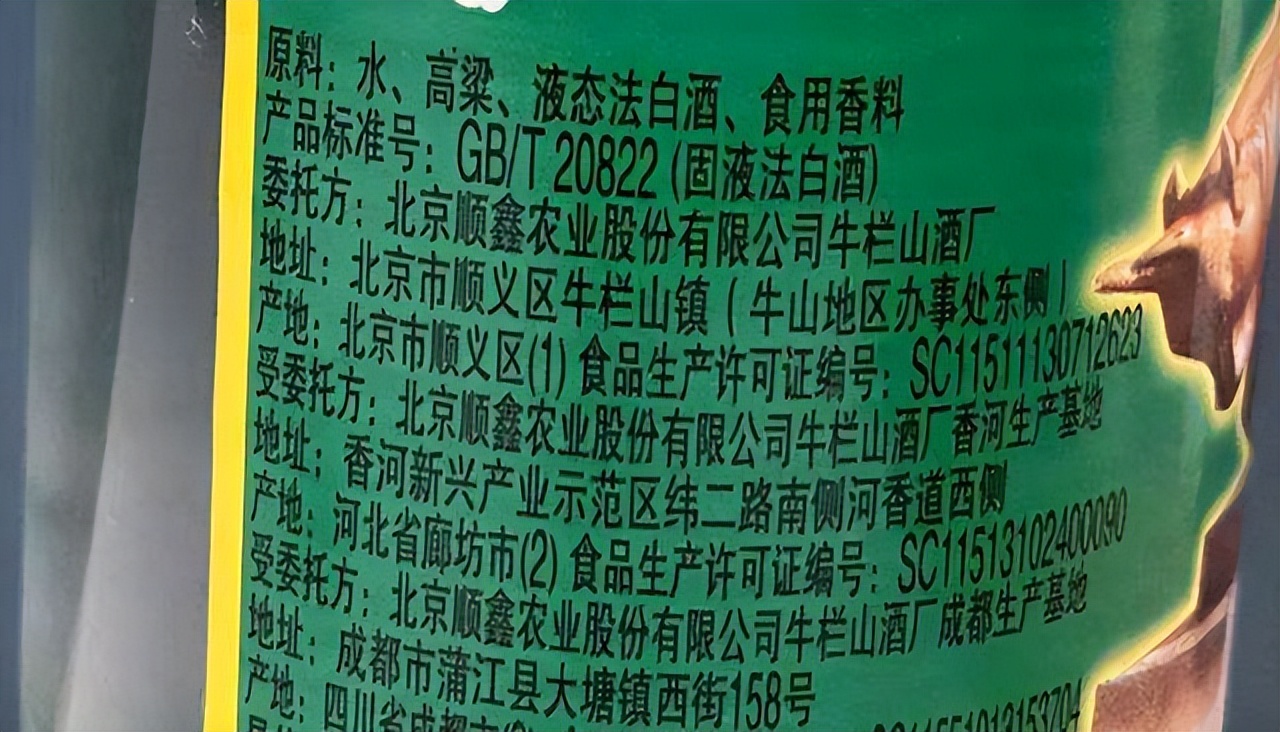 原料：水、高粱、液态法白酒、食用香料
产品标准号：GB/T 20822 (固液法白酒)
委托方：北京顺鑫农业股份有限公司牛栏山酒厂
地址：北京市顺义区牛栏山镇（牛山地区办事处东侧）
产地：北京市顺义区(1) 食品生产许可证编号：SC11511130712623
受委托方：北京顺鑫农业股份有限公司牛栏山酒厂香河生产基地
地址：香河新兴产业示范区纬二路南侧河香道西侧
产地：河北省廊坊市(2) 食品生产许可证编号：SC11513102400090
受委托方：北京顺鑫农业股份有限公司牛栏山酒厂成都生产基地
地址：成都市蒲江县大塘镇西街158号
产地：四川省成都市